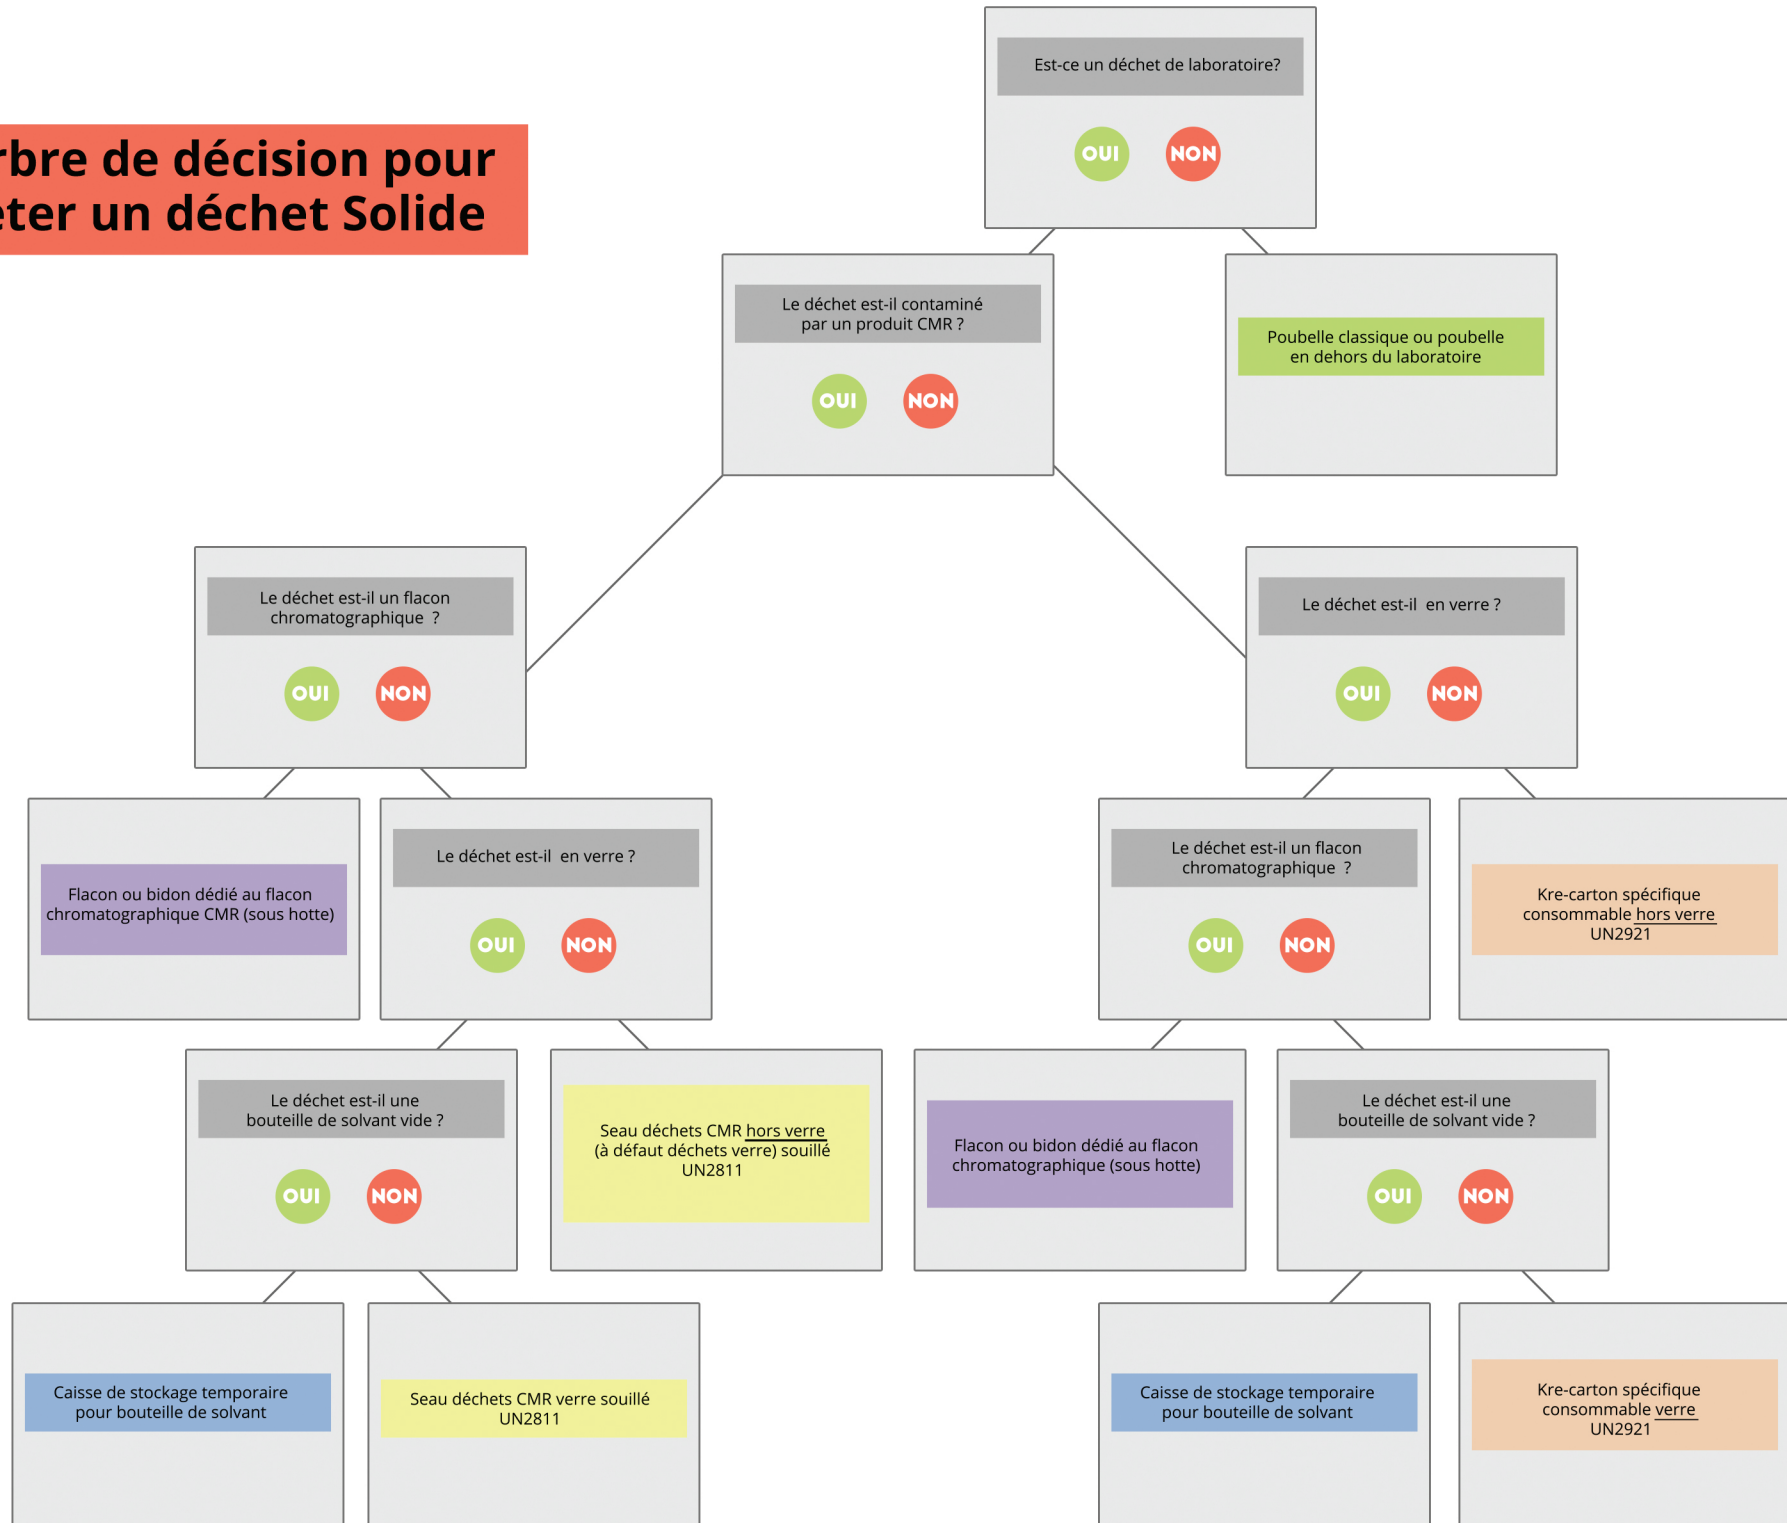 Est-ce un déchet de laboratoire?
OUI NON
rbre de décision pour
eter un déchet Solide
Le déchet est-il contaminé
par un produit CMR ?
OUI NON
Poubelle classique ou poubelle
en dehors du laboratoire
Le déchet est-il un flacon
chromatographique ?
OUI NON
Le déchet est-il en verre ?
OUI NON
Flacon ou bidon dédié au flacon
chromatographique CMR (sous hotte)
Le déchet est-il en verre ?
OUI NON
Le déchet est-il un flacon
chromatographique ?
OUI NON
Kre-carton spécifique
consommable hors verre
UN2921
Le déchet est-il une
bouteille de solvant vide ?
OUI NON
Seau déchets CMR hors verre
(à défaut déchets verre) souillé
UN2811
Flacon ou bidon dédié au flacon
chromatographique (sous hotte)
Le déchet est-il une
bouteille de solvant vide ?
OUI NON
Caisse de stockage temporaire
pour bouteille de solvant
Seau déchets CMR verre souillé
UN2811
Caisse de stockage temporaire
pour bouteille de solvant
Kre-carton spécifique
consommable verre
UN2921